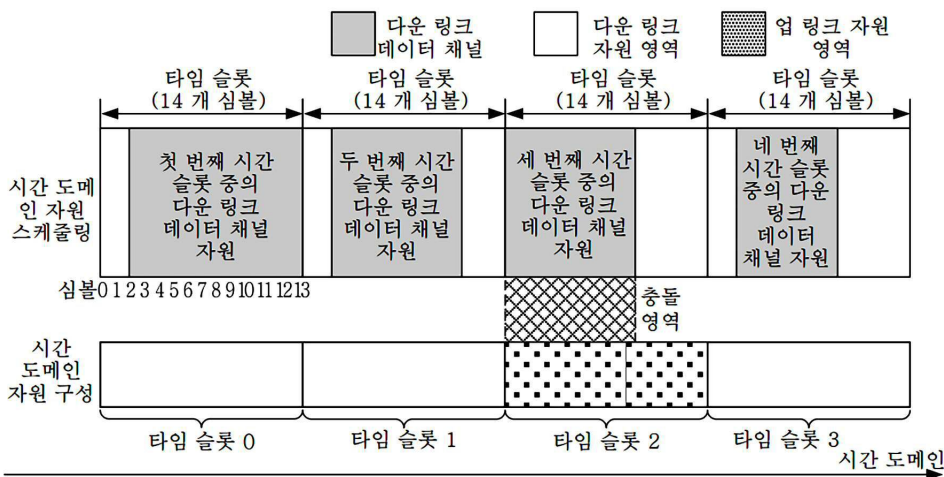 다운 링크
데이터 채널
다운 링크
자원 영역
업 링크 자원
영역
타임 슬롯
(14 개 심볼)
타임 슬롯
(14 개 심볼)
타임 슬롯
(14 개 심볼)
타임 슬롯
(14 개 심볼)
시간 도메
인 자원
스케줄링
첫 번째 시간
슬롯 중의
다운 링크
데이터 채널
자원
두 번째 시간
슬롯 중의
다운 링크
데이터 채널
자원
세 번째 시간
슬롯 중의
다운 링크
데이터 채널
자원
네 번째
시간 슬롯
중의 다운
링크
데이터
채널 자원
심볼0 1 2 3 4 5 6 7 8 9 10 11 12 13
충돌
영역
시간
도메인
자원 구성
타임 슬롯 0
타임 슬롯 1
타임 슬롯 2
타임 슬롯 3
시간 도메인